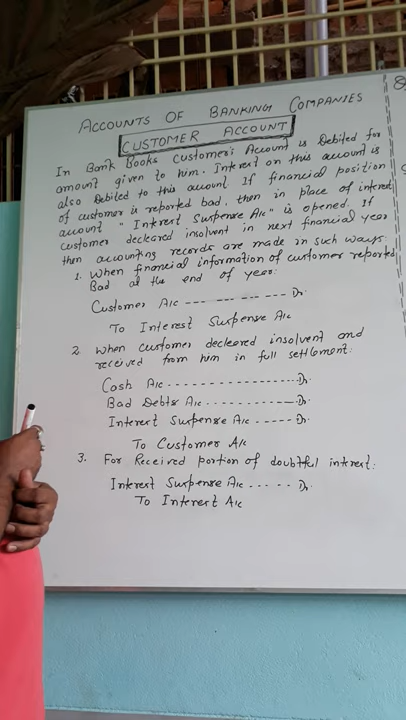 ACCOUNTS OF BANKING COMPANIES
CUSTOMER ACCOUNT
In Bank Books Customer's Account is Debited for
amount given to him. Interest on this account is
also Debited to this account If financial position
of customer is reported bad, then in place of interest
account " Interest Suspense A/c" is opened. If
customer decleared insolvent in next financial year
then accounting records are made in such ways:
1. When financial information of customer reported
Bad at the end of year:
Customer A/c --- --- --- --- Dr.
To Interest Suspense A/c
2. When customer decleared insolvent and
received from him in full settlement:
Cash A/c ----------------- Dr.
Bad Debts A/c ------------ Dr.
Interest Suspense A/c ----- Dr.
To Customer A/c
3. For Received portion of doubtful interest:
Interest Suspense A/c ----- Dr.
To Interest A/c